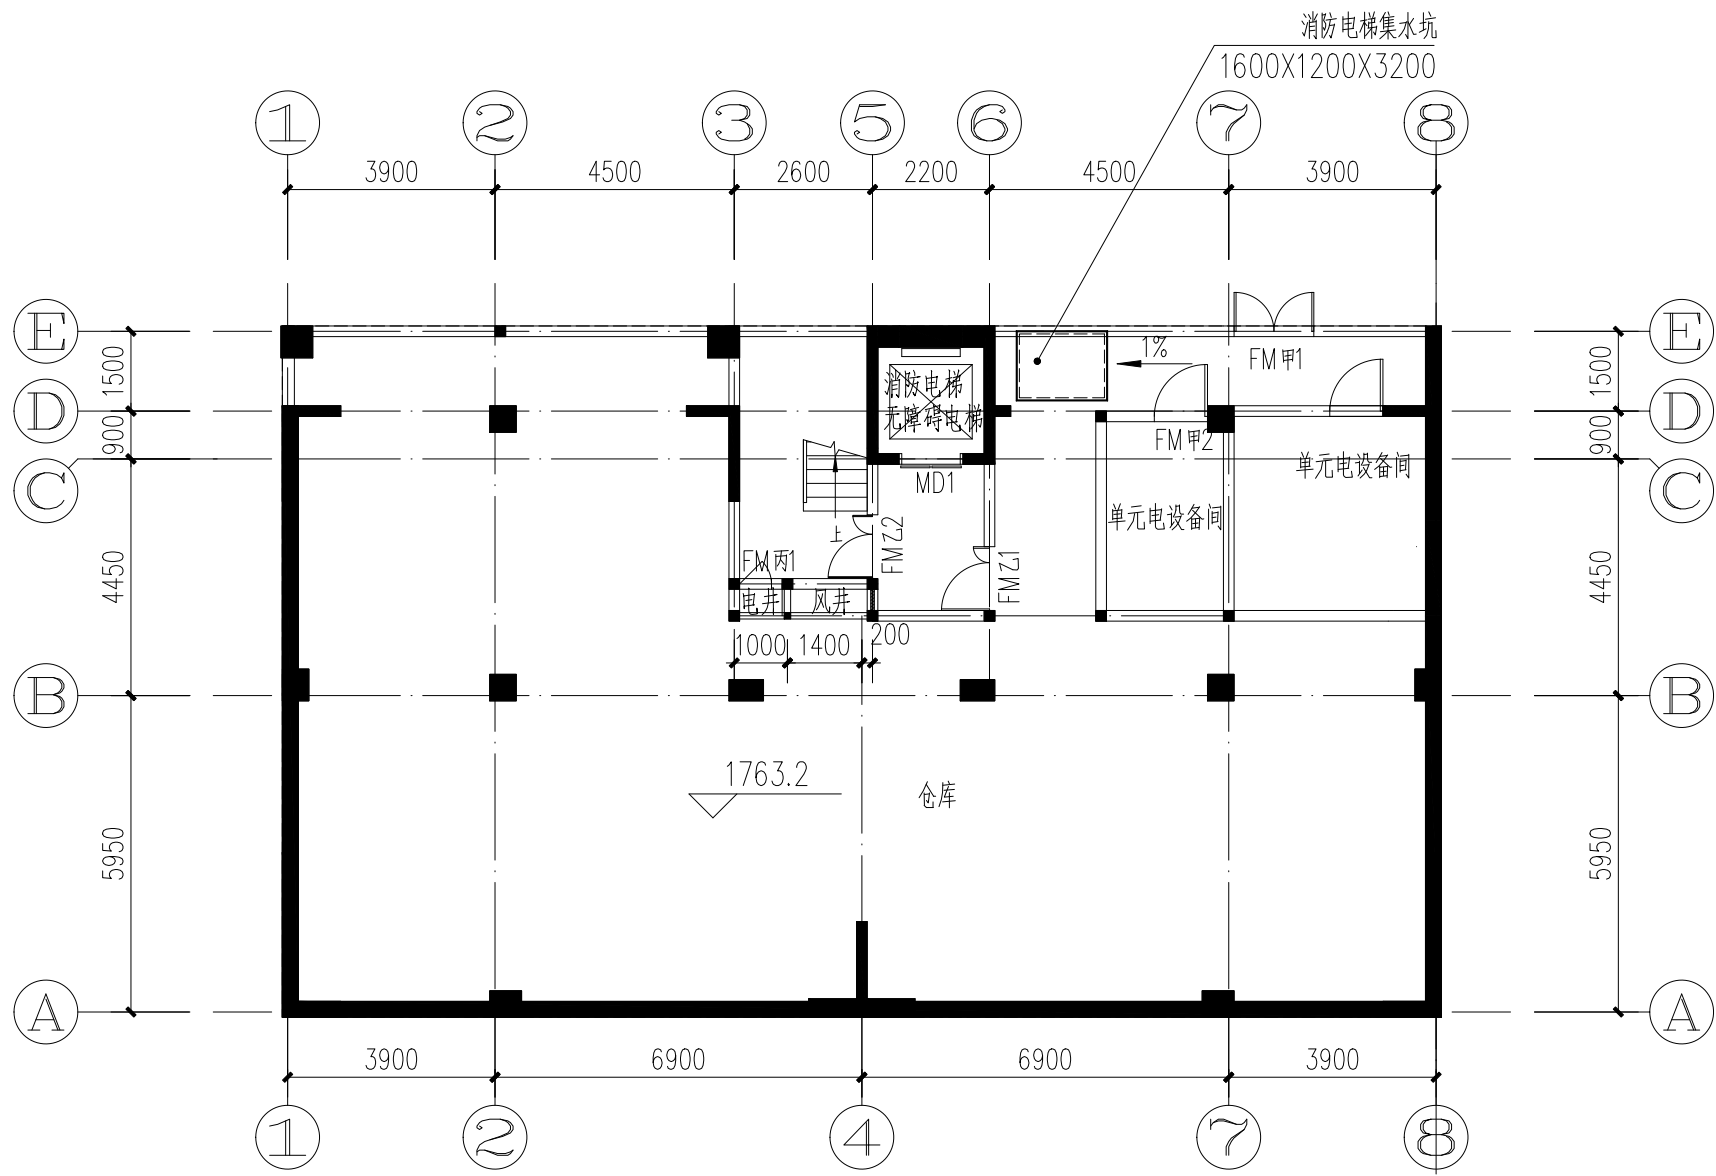 消防电梯集水坑
1600X1200X3200
1 2 3 5 6 7 8
3900 4500 2600 2200 4500 3900
E E
1500 1500
D D
900 900
C C
4450 4450
B B
5950 5950
A A
1%
FM甲1
消防电梯
无障碍电梯
FM甲2
MD1
单元电设备间
单元电设备间
上
FM乙2
FM乙1
FM丙1
电井
风井
1000 1400 200
1763.2
仓库
3900 6900 6900 3900
1 2 4 7 8